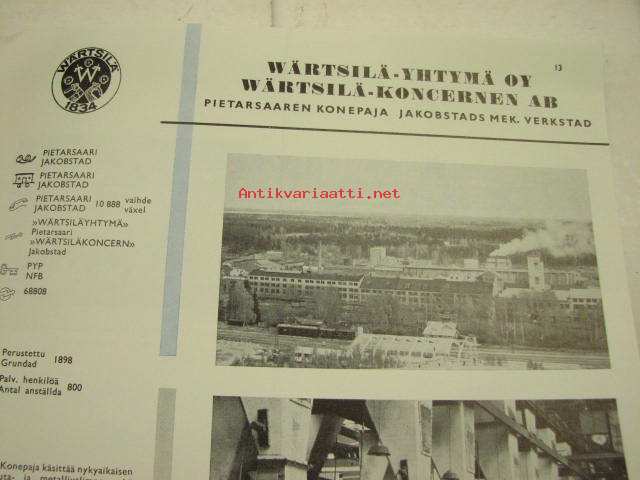 WÄRTSILÄ
W
1834
WÄRTSILÄ-YHTYMÄ OY
13
WÄRTSILÄ-KONCERNEN AB
PIETARSAAREN KONEPAJA JAKOBSTADS MEK. VERKSTAD
PIETARSAARI
JAKOBSTAD
PIETARSAARI
JAKOBSTAD
PIETARSAARI 10 888 vaihde
JAKOBSTAD växel
»WÄRTSILÄYHTYMÄ»
Pietarsaari
»WÄRTSILÄKONCERN»
Jakobstad
PYP
NFB
68808
Antikvariaatti.net
Perustettu 1898
Grundad
Palv. henkilöä 800
Antal anställda
Konepaja käsittää nykyaikaisen